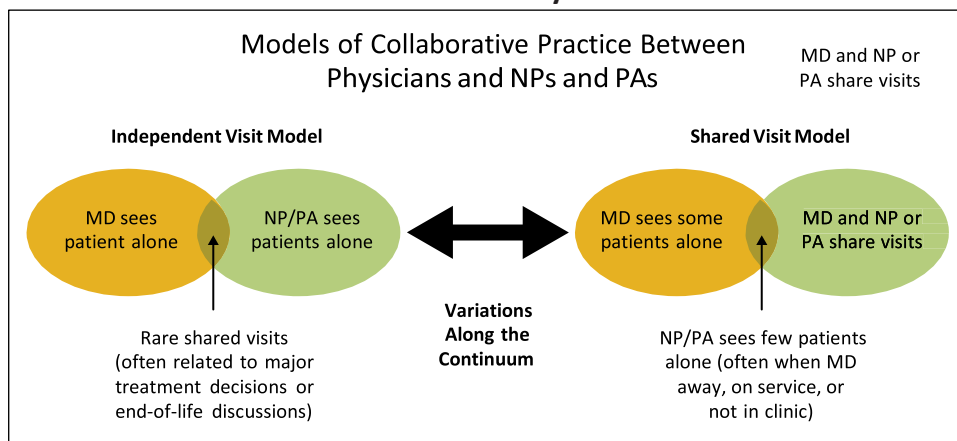 Models of Collaborative Practice Between
Physicians and NPs and PAs
MD and NP or
PA share visits
Independent Visit Model
Shared Visit Model
MD sees
patient alone
NP/PA sees
patients alone
MD sees some
patients alone
MD and NP or
PA share visits
Variations
Along the
Continuum
Rare shared visits
(often related to major
treatment decisions or
end-of-life discussions)
NP/PA sees few patients
alone (often when MD
away, on service, or
not in clinic)